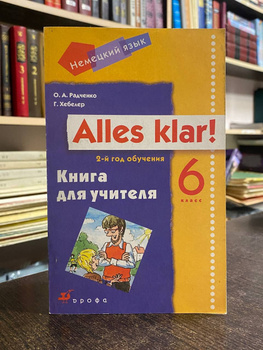 Немецкий язык
О. А. Радченко
Г. Хебелер
Alles klar!
2-й год обучения
6
класс
Книга
для учителя
дрофа